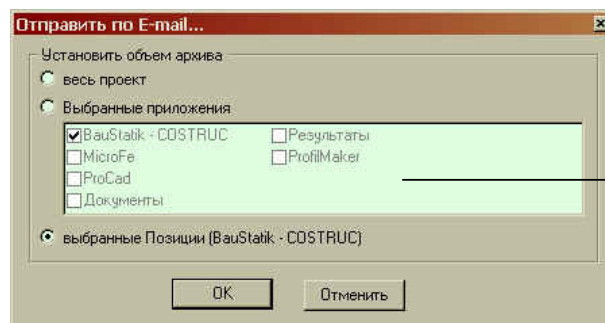 Отправить по E-mail...
Установить объем архива
весь проект
Выбранные приложения
BauStatik - COSTRUC Результаты
MicroFe ProfilMaker
ProCad
Документы
выбранные Позиции (BauStatik - COSTRUC)
OK Отменить